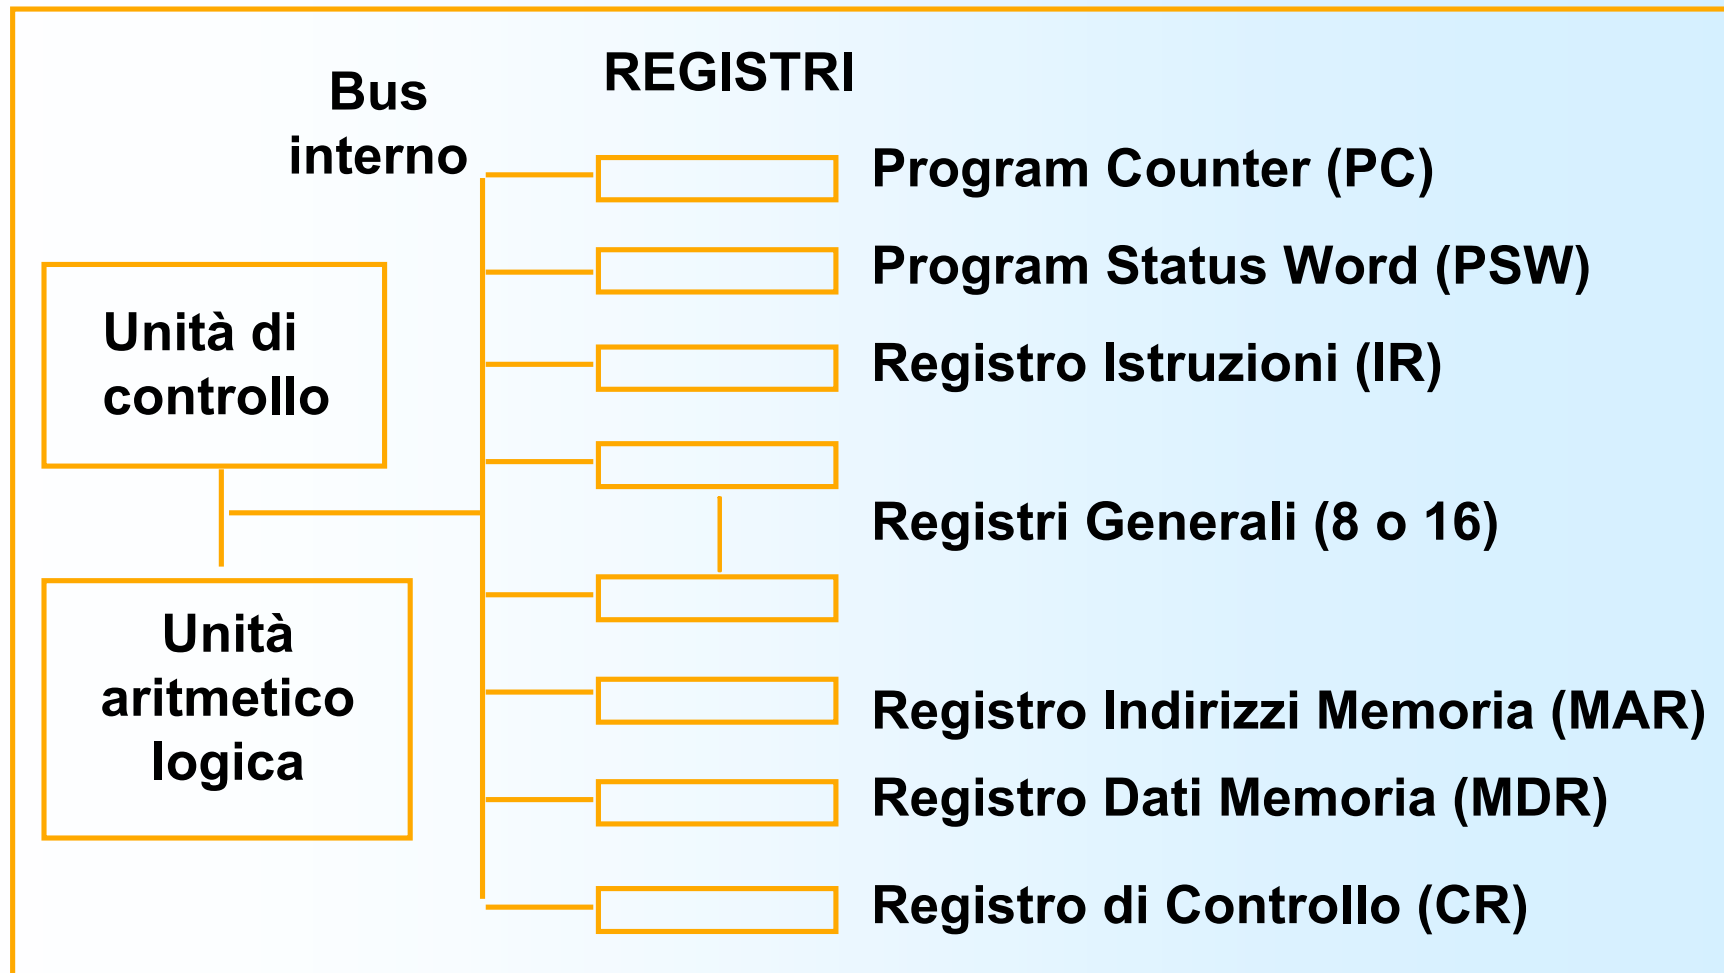 Bus
interno
REGISTRI
Program Counter (PC)
Program Status Word (PSW)
Unità di
controllo
Registro Istruzioni (IR)
Registri Generali (8 o 16)
Unità
aritmetico
logica
Registro Indirizzi Memoria (MAR)
Registro Dati Memoria (MDR)
Registro di Controllo (CR)